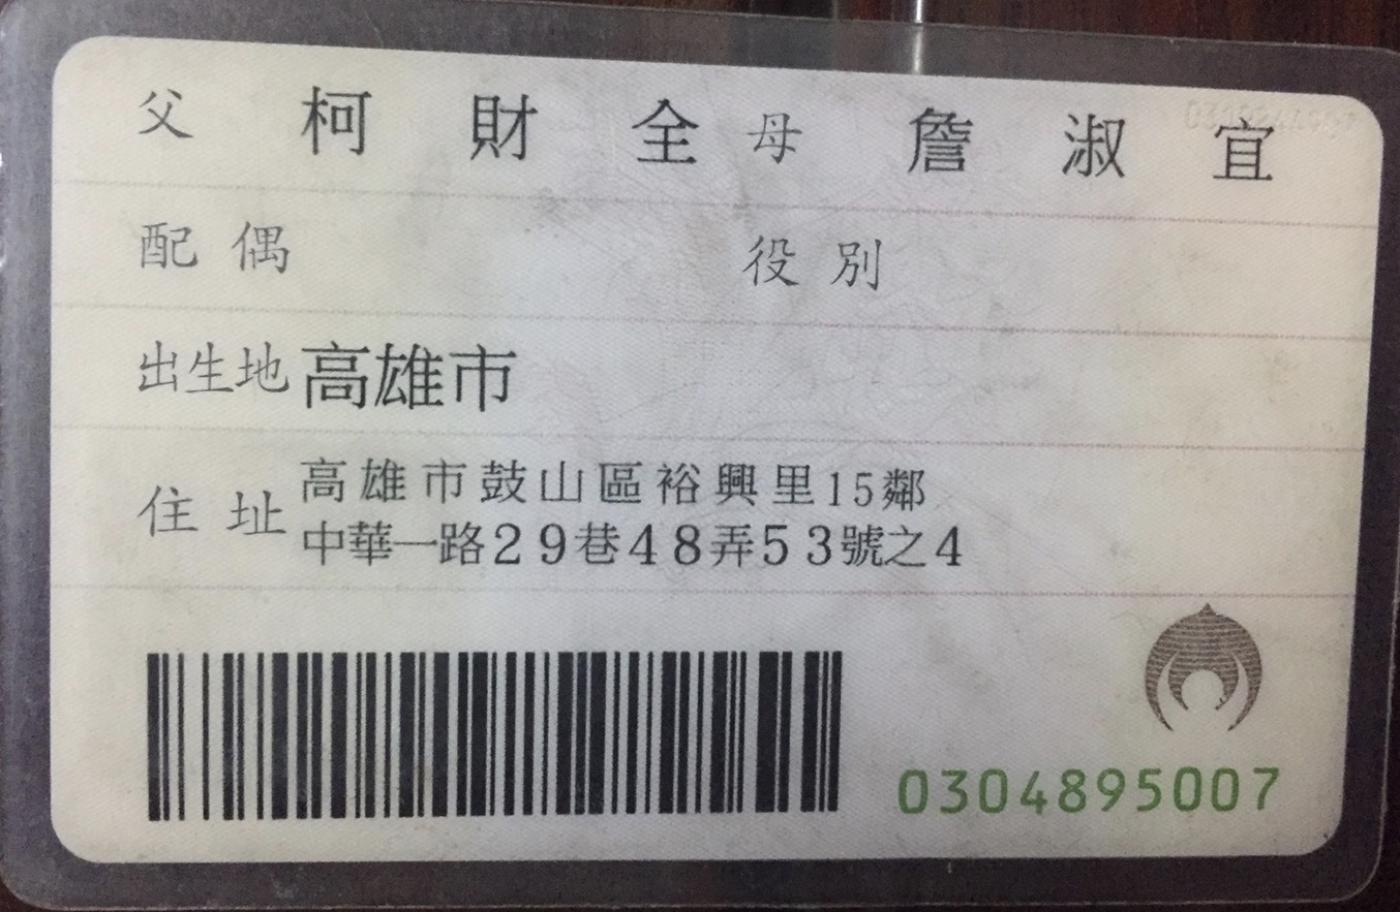 父 柯財全 母 詹淑宜
配偶 役別
出生地 高雄市
住址 高雄市鼓山區裕興里15鄰
中華一路29巷48弄53號之4
0304895007